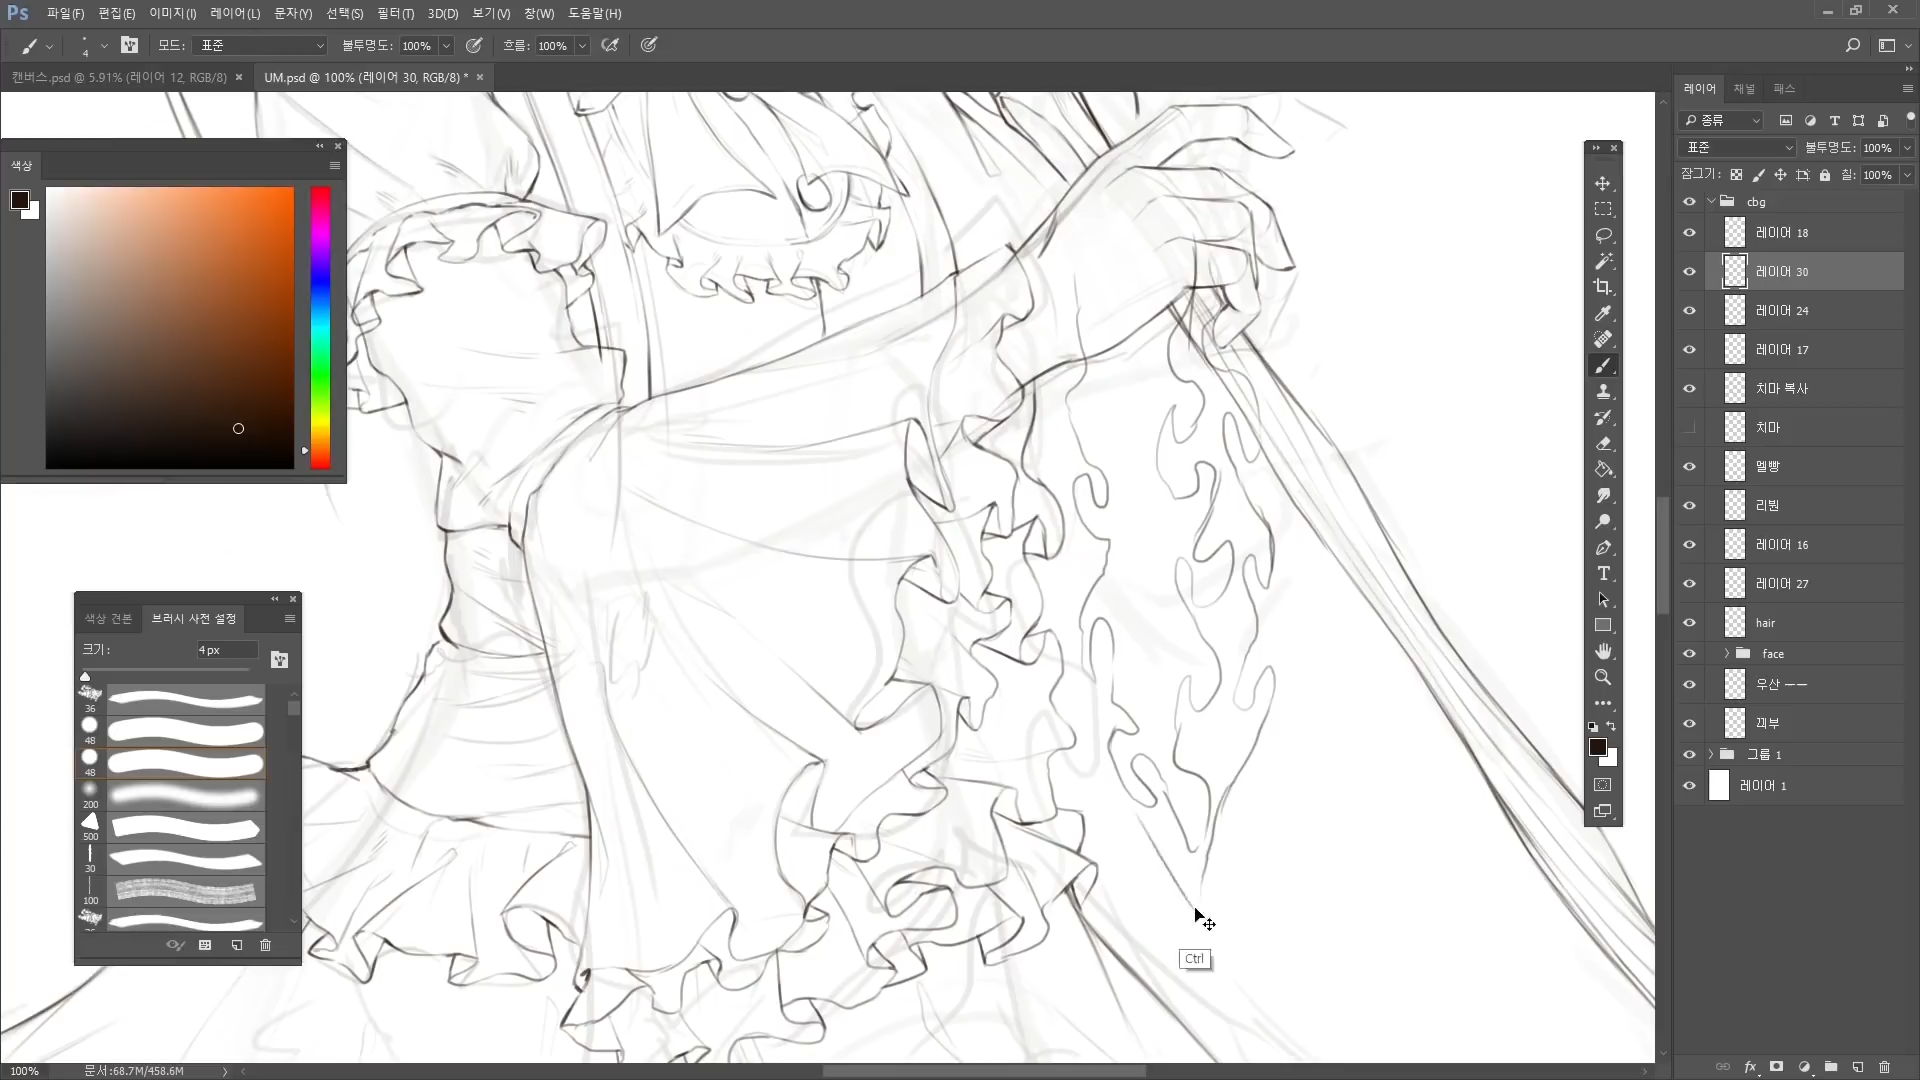 Ps 파일(F) 편집(E) 이미지(I) 레이어(L) 문자(Y) 선택(S) 필터(T) 3D(D) 보기(V) 창(W) 도움말(H)
4 모드: 표준 불투명도: 100% 흐름: 100%
캔버스.psd @ 5.91% (레이어 12, RGB/8) UM.psd @ 100% (레이어 30, RGB/8) *
색상
색상 견본 브러시 사전 설정
크기: 4px
36
48
48
200
500
30
100
Ctrl
T
레이어 채널 패스
종류 T
표준 불투명도: 100%
잠그기: 칠: 100%
cbg
레이어 18
레이어 30
레이어 24
레이어 17
치마 복사
치마
멜빵
리붠
레이어 16
레이어 27
hair
face
우산 ㅡㅡ
끠부
그룹 1
레이어 1
fx
100% 문서:68.7M/458.6M